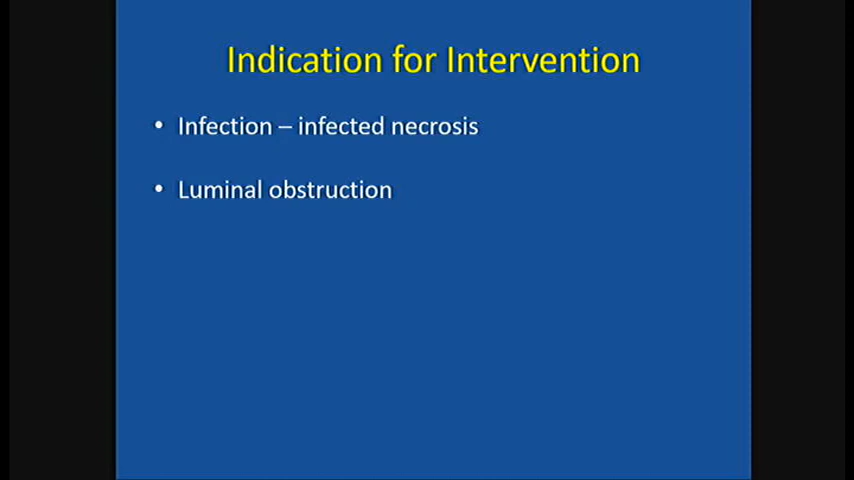 Indication for Intervention
• Infection – infected necrosis
• Luminal obstruction